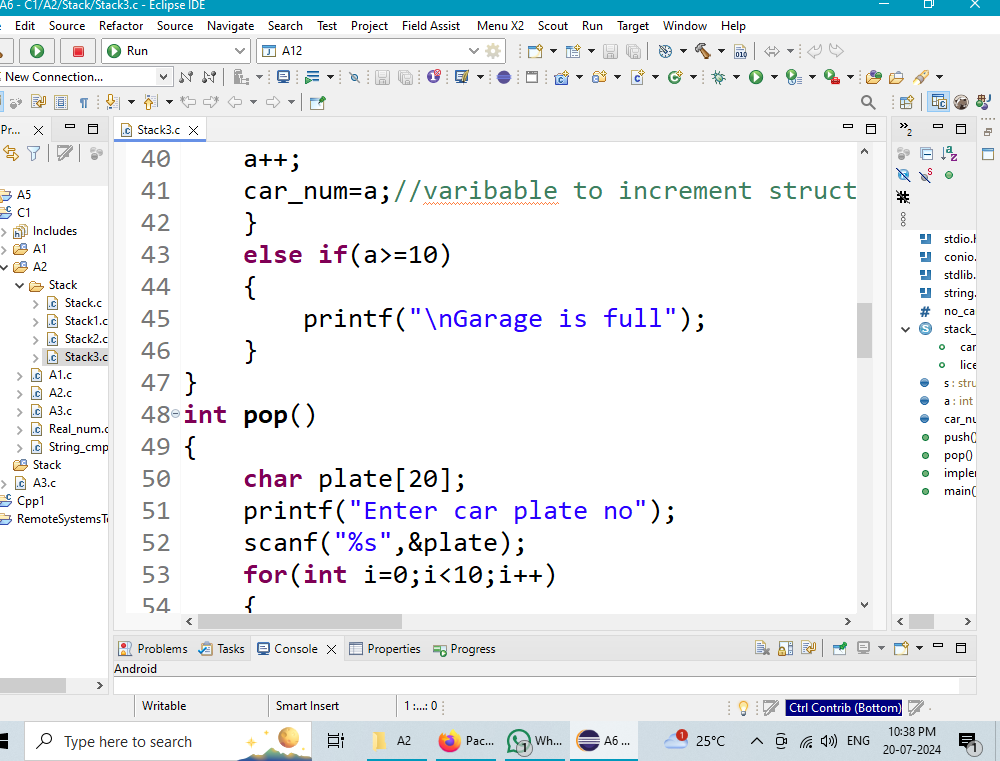 A6 - C1/A2/Stack/Stack3.c - Eclipse IDE
Edit Source Refactor Source Navigate Search Test Project Field Assist Menu X2 Scout Run Target Window Help
Run A12
New Connection...
Pr... Stack3.c 2
40 a++;
41 car_num=a;//varibable to increment struct
42 }
43 else if(a>=10)
44 {
45 printf("\nGarage is full");
46 }
47 }
48 int pop()
49 {
50 char plate[20];
51 printf("Enter car plate no");
52 scanf("%s",&plate);
53 for(int i=0;i<10;i++)
54 {
A5
C1
Includes
A1
A2
Stack
Stack.c
Stack1.c
Stack2.c
Stack3.c
A1.c
A2.c
A3.c
Real_num.c
String_cmp
Stack
A3.c
Cpp1
RemoteSystemsTe
stdio.h
conio.
stdlib.
string.
no_ca
stack_
car
lice
s : stru
a : int
car_nu
push()
pop()
imple
main(
Problems Tasks Console Properties Progress
Android
Writable Smart Insert 1 :...: 0 Ctrl Contrib (Bottom)
Type here to search A2 Pac... 1 Wh... A6 ... 1 25°C ENG 10:38 PM
20-07-2024 1